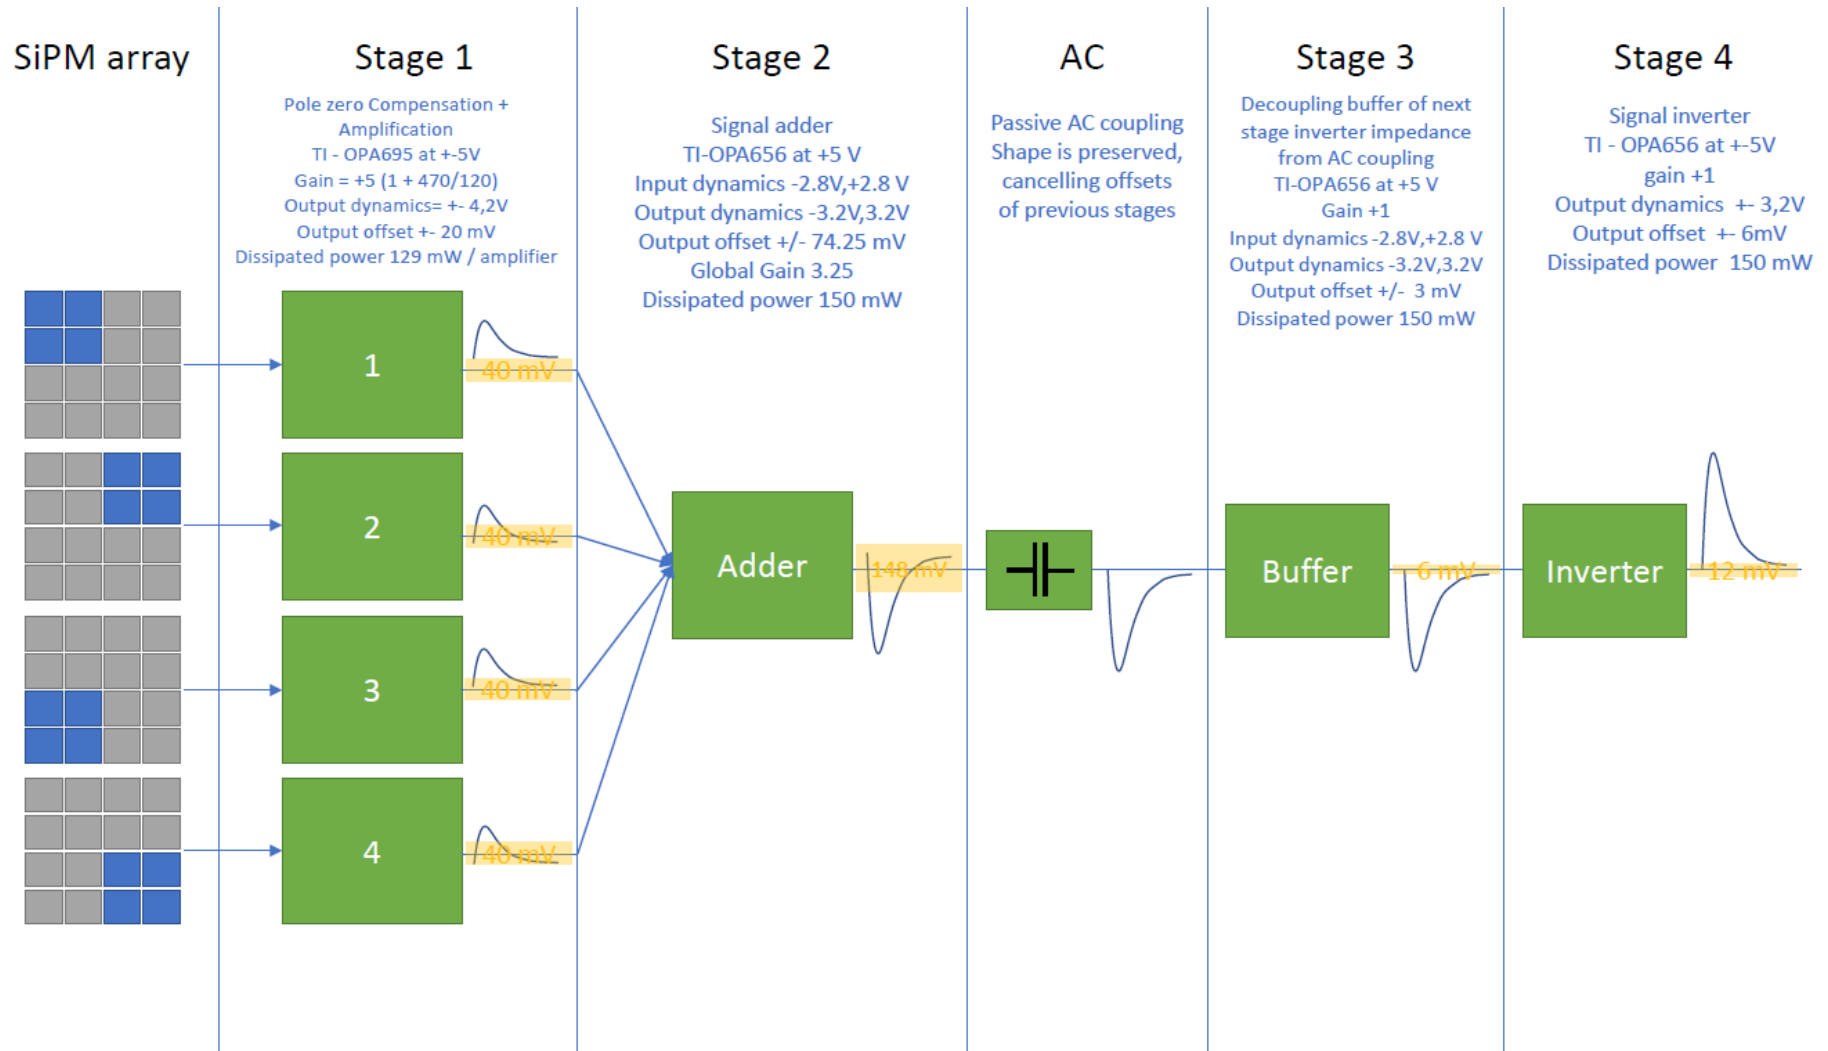 SiPM array
Stage 1
Pole zero Compensation +
Amplification
TI - OPA695 at +-5V
Gain = +5 (1 + 470/120)
Output dynamics= +- 4,2V
Output offset +- 20 mV
Dissipated power 129 mW / amplifier
1
40 mV
2
40 mV
3
40 mV
4
40 mV
Stage 2
Signal adder
TI-OPA656 at +5 V
Input dynamics -2.8V,+2.8 V
Output dynamics -3.2V,3.2V
Output offset +/- 74.25 mV
Global Gain 3.25
Dissipated power 150 mW
Adder
148 mV
AC
Passive AC coupling
Shape is preserved,
cancelling offsets
of previous stages
Stage 3
Decoupling buffer of next
stage inverter impedance
from AC coupling
TI-OPA656 at +5 V
Gain +1
Input dynamics -2.8V,+2.8 V
Output dynamics -3.2V,3.2V
Output offset +/- 3 mV
Dissipated power 150 mW
Buffer
6 mV
Stage 4
Signal inverter
TI - OPA656 at +-5V
gain +1
Output dynamics +- 3,2V
Output offset +- 6mV
Dissipated power 150 mW
Inverter
12 mV